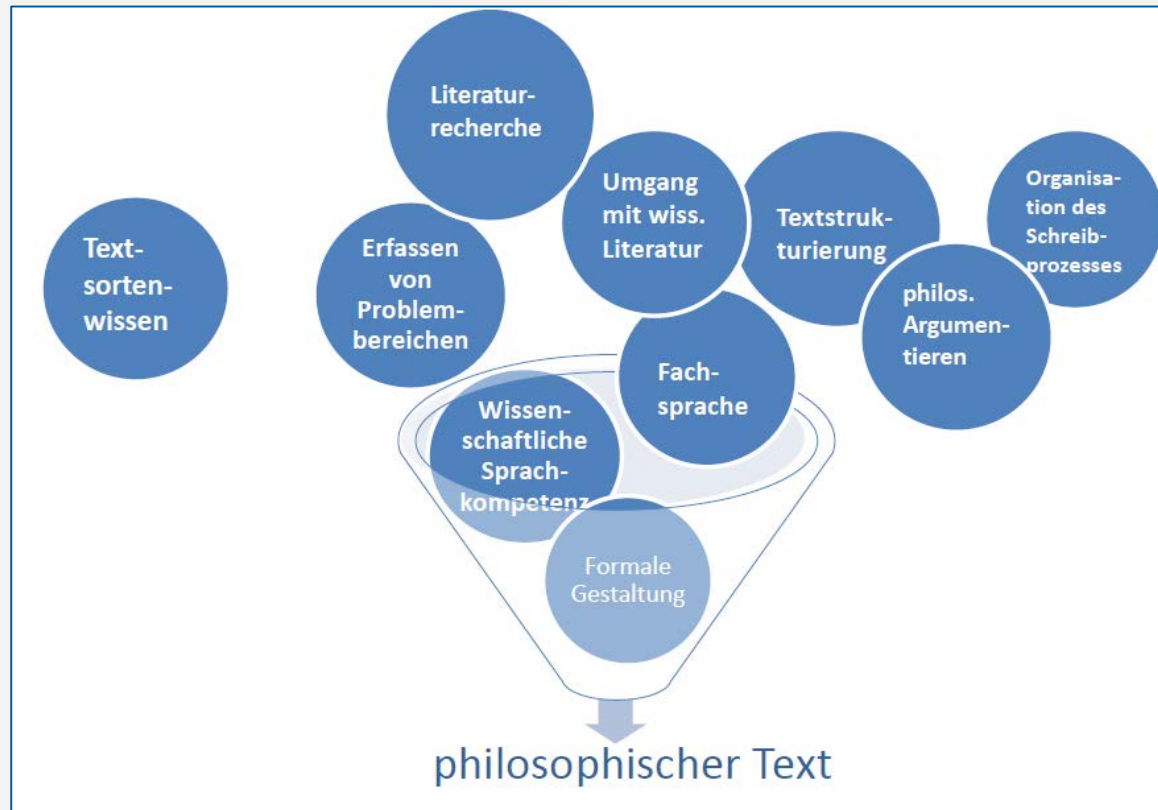 Literatur-
recherche
Text-
sorten-
wissen
Erfassen
von
Problem-
bereichen
Umgang
mit wiss.
Literatur
Textstruk-
turierung
Organisa-
tion des
Schreib-
prozesses
philos.
Argumen-
tieren
Wissen-
schaftliche
Sprach-
kompetenz
Fach-
sprache
Formale
Gestaltung
philosophischer Text